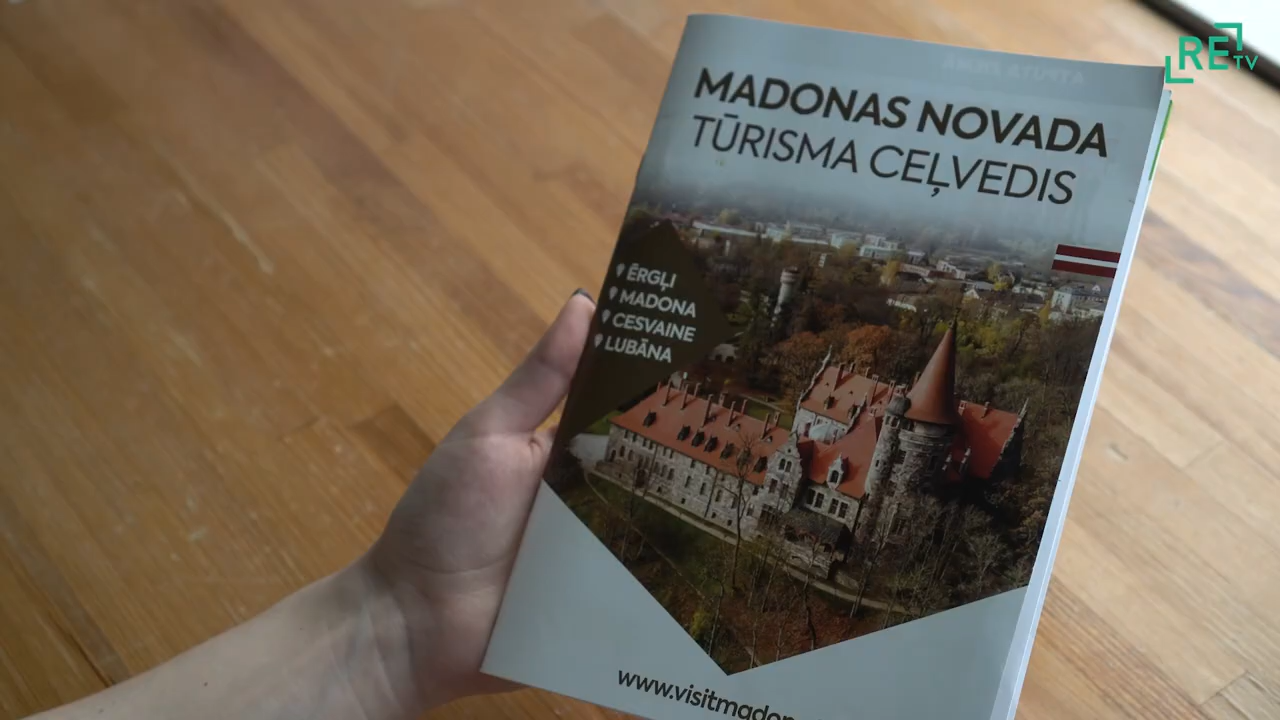 RE TV
MADONAS NOVADA
TŪRISMA CEĻVEDIS
ĒRGĻI
MADONA
CESVAINE
LUBĀNA